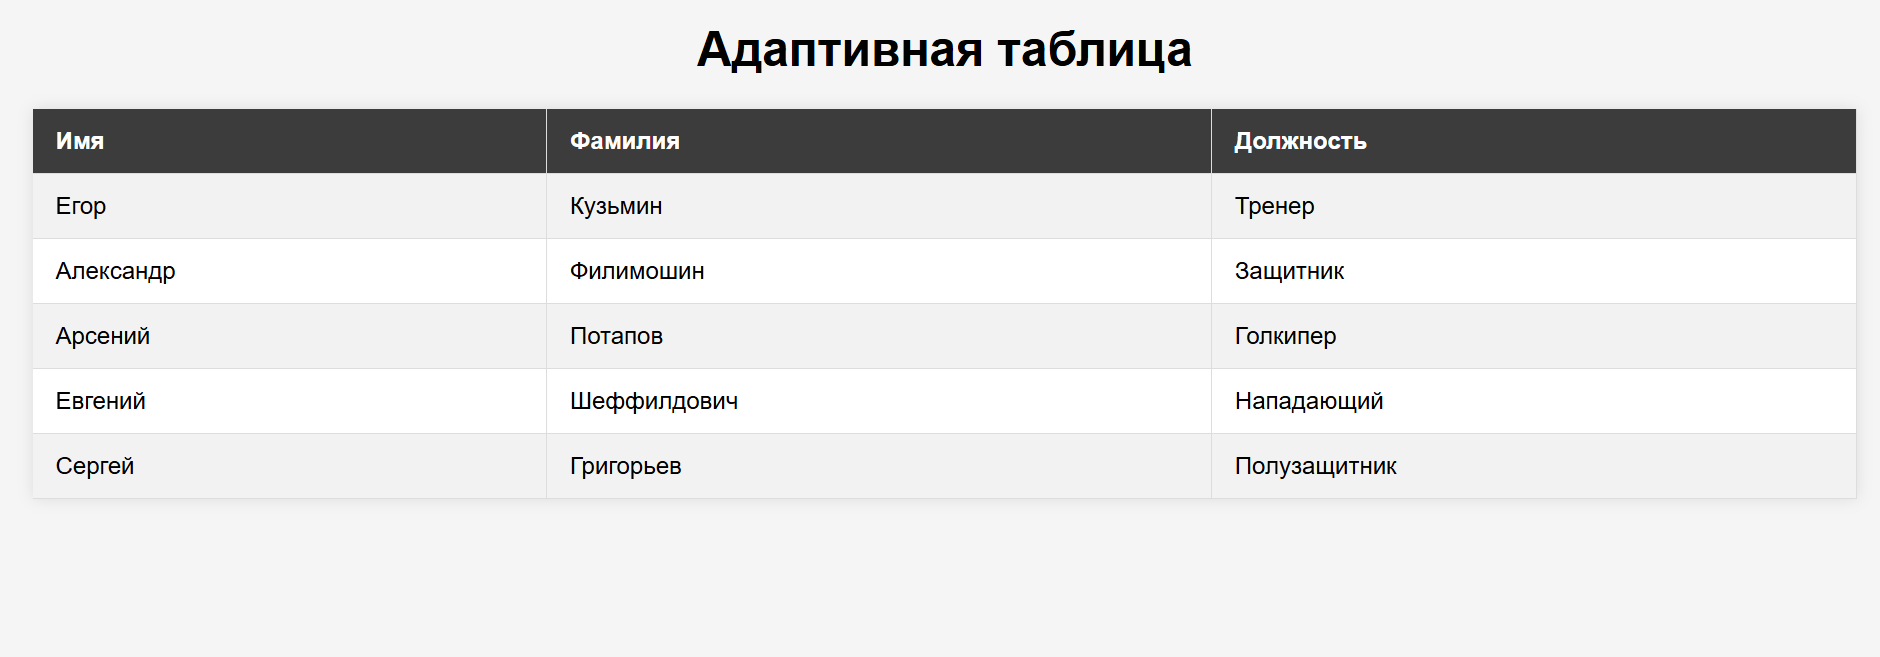 Адаптивная таблица
Имя Фамилия Должность
Егор Кузьмин Тренер
Александр Филимошин Защитник
Арсений Потапов Голкипер
Евгений Шеффилдович Нападающий
Сергей Григорьев Полузащитник